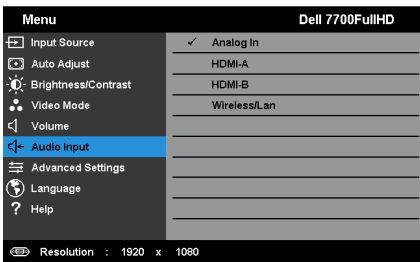 Menu Dell 7700FullHD
Input Source ✓ Analog In
Auto Adjust HDMI-A
Brightness/Contrast HDMI-B
Video Mode Wireless/Lan
Volume
Audio Input
Advanced Settings
Language
? Help
Resolution : 1920 x 1080